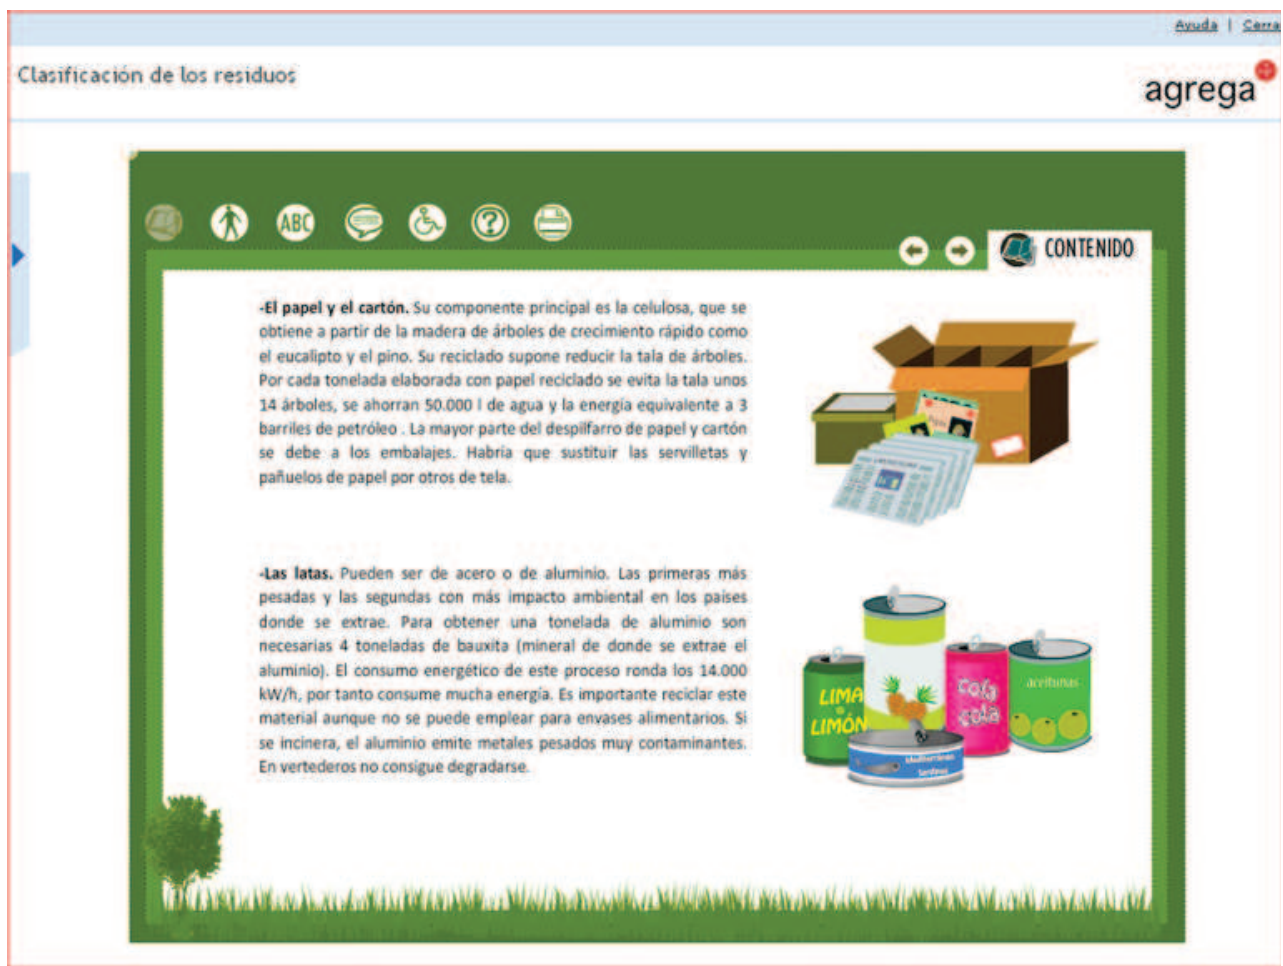 Ayuda | Cerra
Clasificación de los residuos
agrega
ABC
?
CONTENIDO
-El papel y el cartón. Su componente principal es la celulosa, que se
obtiene a partir de la madera de árboles de crecimiento rápido como
el eucalipto y el pino. Su reciclado supone reducir la tala de árboles.
Por cada tonelada elaborada con papel reciclado se evita la tala unos
14 árboles, se ahorran 50.000 l de agua y la energía equivalente a 3
barriles de petróleo . La mayor parte del despilfarro de papel y cartón
se debe a los embalajes. Habría que sustituir las servilletas y
pañuelos de papel por otros de tela.
-Las latas. Pueden ser de acero o de aluminio. Las primeras más
pesadas y las segundas con más impacto ambiental en los países
donde se extrae. Para obtener una tonelada de aluminio son
necesarias 4 toneladas de bauxita (mineral de donde se extrae el
aluminio). El consumo energético de este proceso ronda los 14.000
kW/h, por tanto consume mucha energía. Es importante reciclar este
material aunque no se puede emplear para envases alimentarios. Si
se incinera, el aluminio emite metales pesados muy contaminantes.
En vertederos no consigue degradarse.
LIMA
LIMÓN
cola
cola
aceitunas
Sardinas